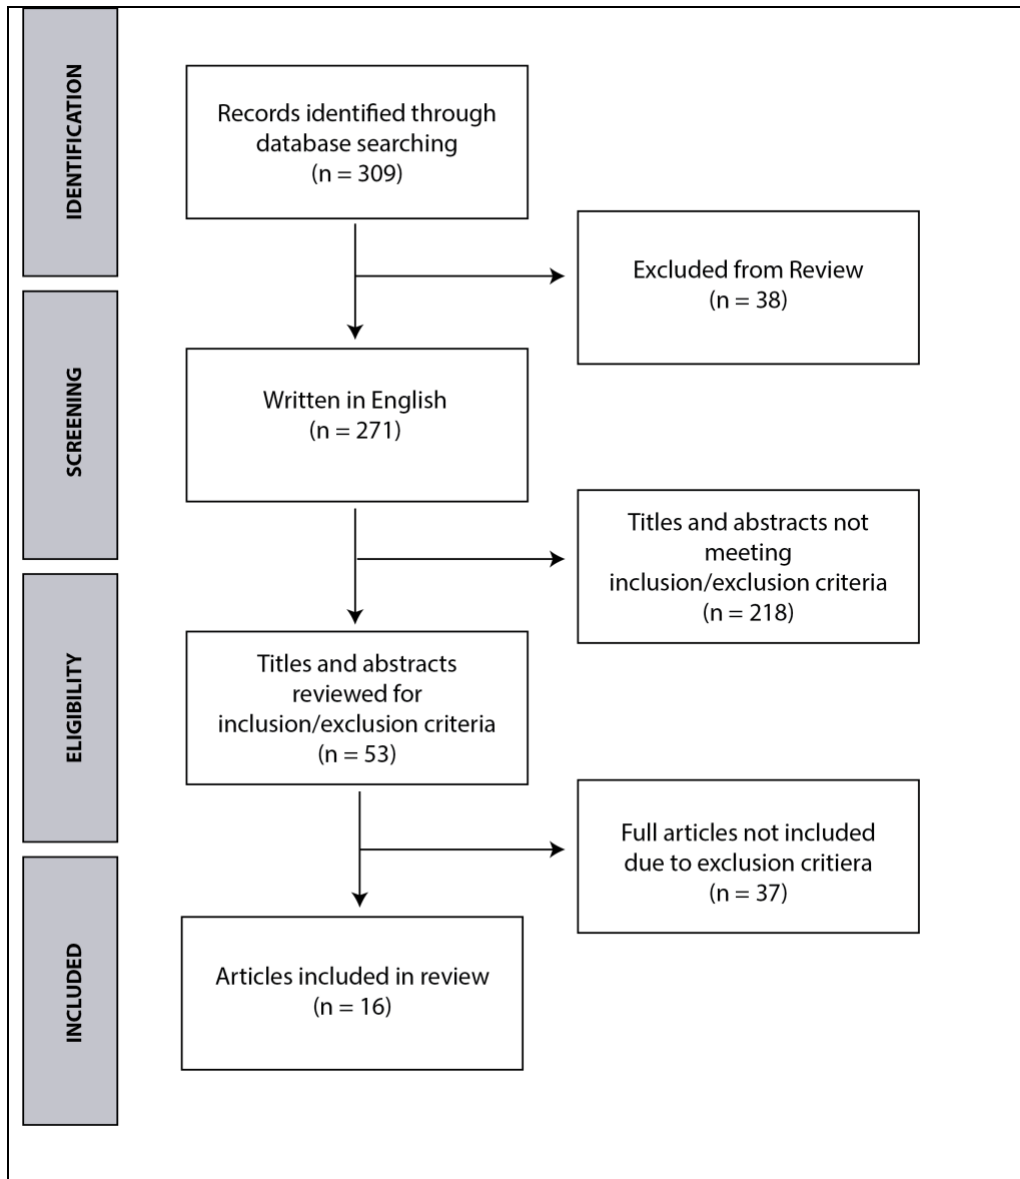 IDENTIFICATION
Records identified through
database searching
(n = 309)
Excluded from Review
(n = 38)
SCREENING
Written in English
(n = 271)
Titles and abstracts not
meeting
inclusion/exclusion criteria
(n = 218)
ELIGIBILITY
Titles and abstracts
reviewed for
inclusion/exclusion criteria
(n = 53)
Full articles not included
due to exclusion critiera
(n = 37)
INCLUDED
Articles included in review
(n = 16)